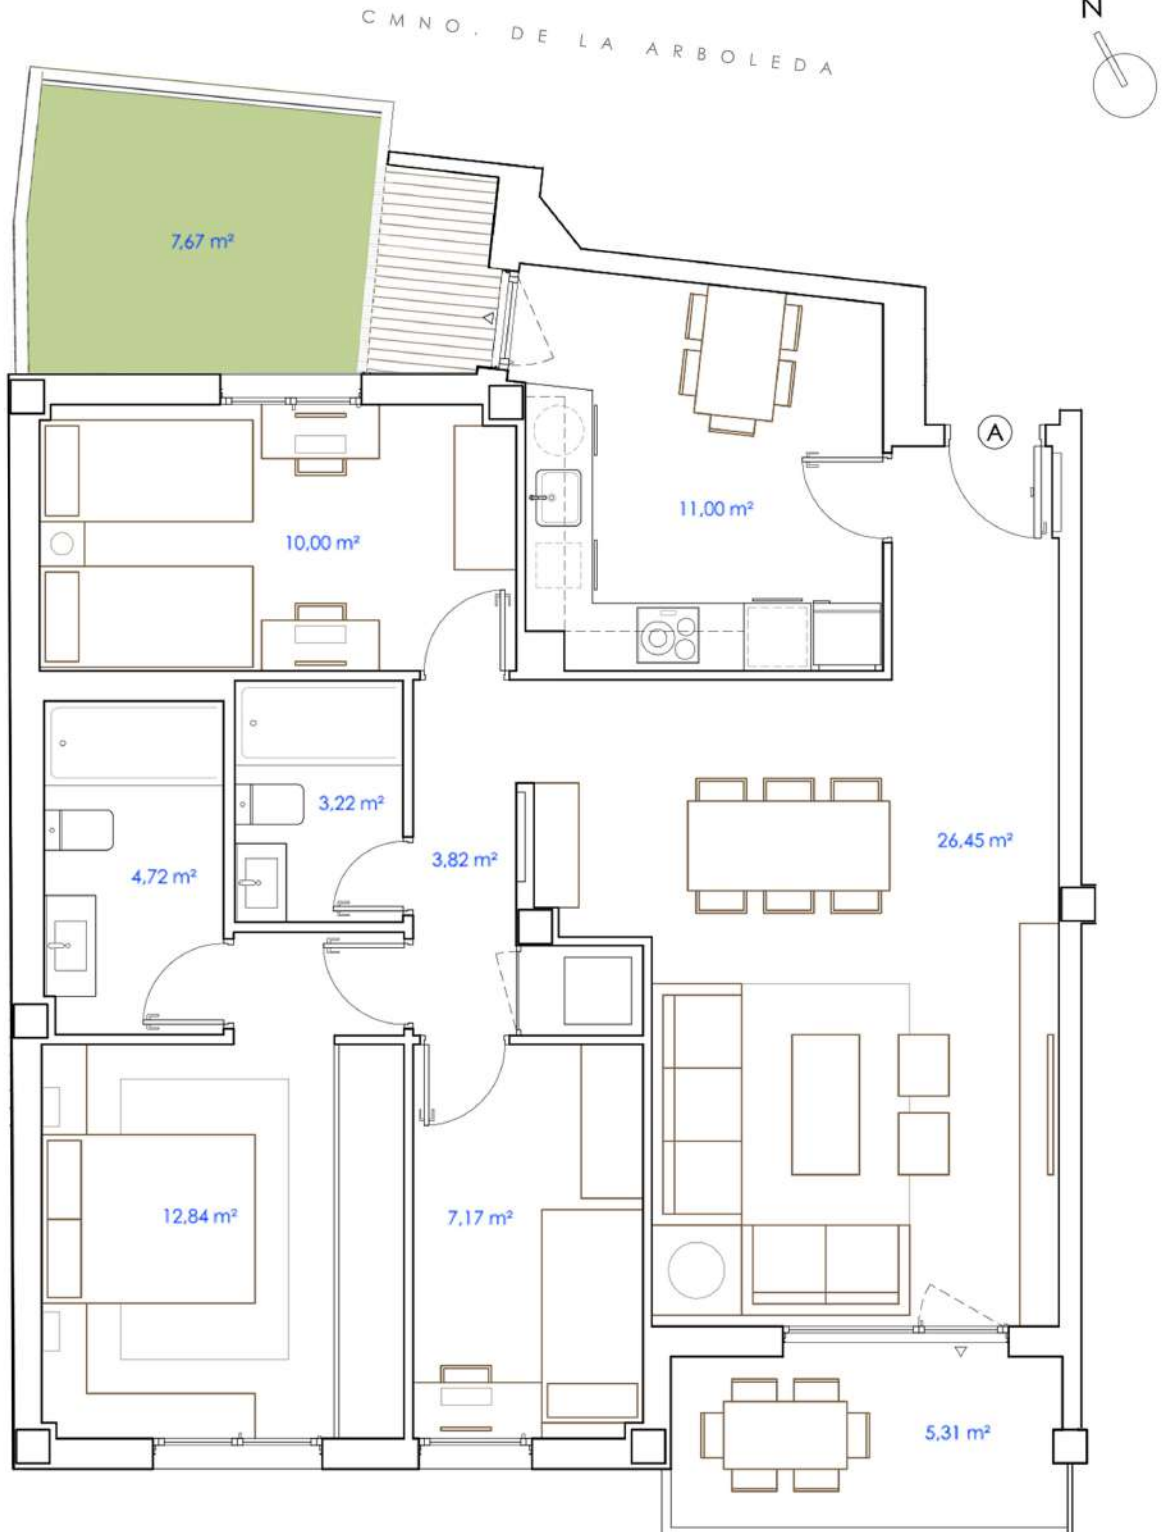 N
CMNO. DE LA ARBOLEDA
7,67 m²
A
11,00 m²
10,00 m²
3,22 m²
26,45 m²
3,82 m²
4,72 m²
12,84 m²
7,17 m²
5,31 m²